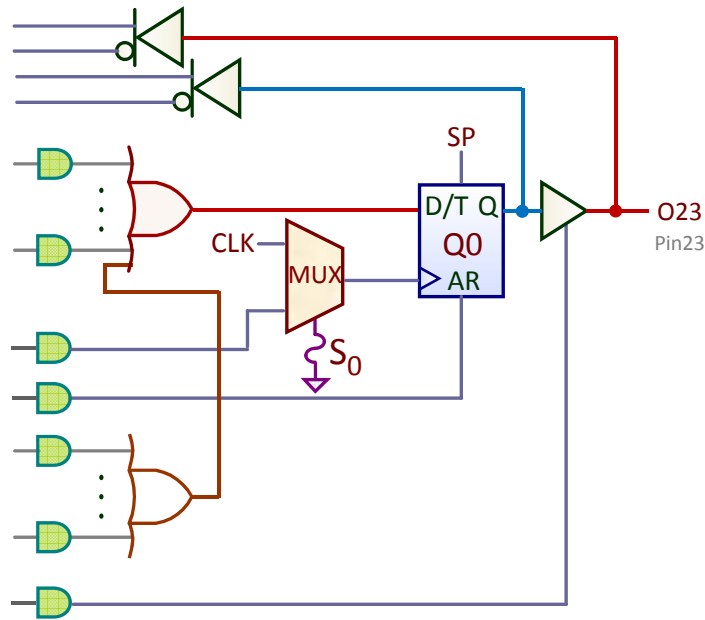 SP
D/T Q
O23
Q0
Pin23
CLK
MUX
AR
S0